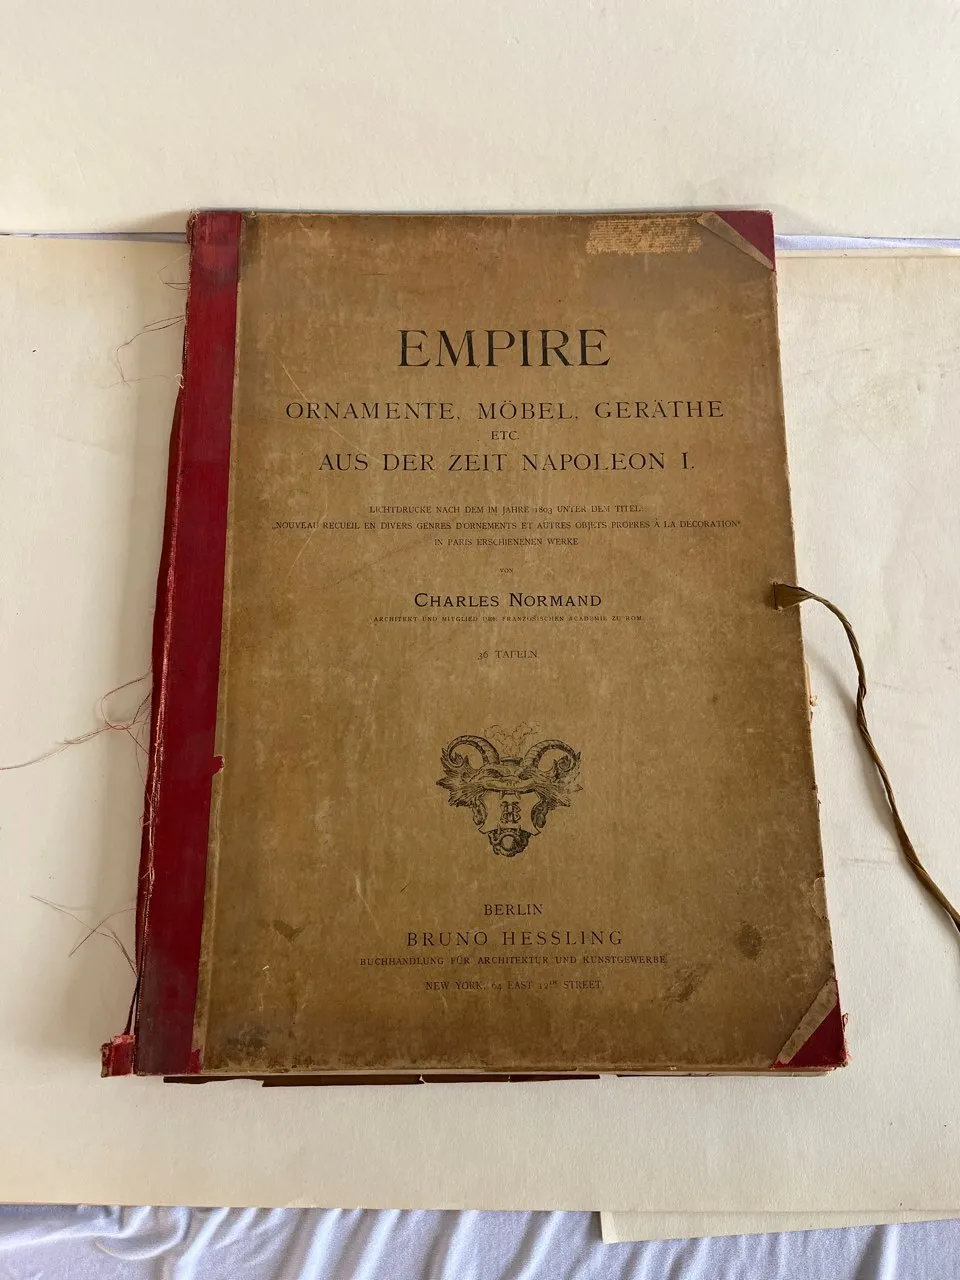 EMPIRE
ORNAMENTE, MÖBEL, GERÄTHE
ETC.
AUS DER ZEIT NAPOLEON I.
LICHTDRUCKE NACH DEM IM JAHRE 1803 UNTER DEM TITEL:
„NOUVEAU RECUEIL EN DIVERS GENRES D'ORNEMENTS ET AUTRES OBJETS PROPRES À LA DECORATION“
IN PARIS ERSCHIENENEN WERKE
VON
CHARLES NORMAND
ARCHITEKT UND MITGLIED DER FRANZÖSISCHEN ACADEMIE ZU ROM.
36 TAFELN
BERLIN
BRUNO HESSLING
BUCHHANDLUNG FÜR ARCHITEKTUR UND KUNSTGEWERBE
NEW YORK, 64 EAST 12TH STREET.